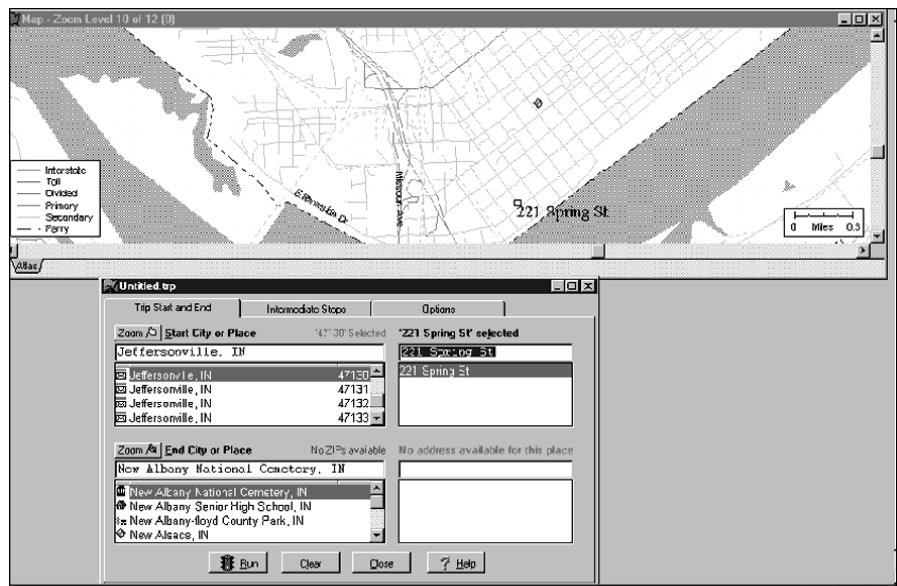 Map - Zoom Level 10 of 12 (0)
Interstate
Toll
Divided
Primary
Secondary
Ferry
Missouri Ave
221 Spring St
0 Miles 0.3
Atlas
Untitled.trp
Trip Start and End
Intermediate Stops
Options
Zoom Start City or Place
'47130' Selected
'221 Spring St' selected
Jeffersonville, IN
221 Spring St
Jeffersonville, IN 47130
221 Spring St
Jeffersonville, IN 47131
Jeffersonville, IN 47132
Jeffersonville, IN 47133
Zoom End City or Place
No ZIPs available
No address available for this place
New Albany National Cemetery, IN
New Albany National Cemetery, IN
New Albany Senior High School, IN
New Albany-floyd County Park, IN
New Alsace, IN
Run
Clear
Close
? Help